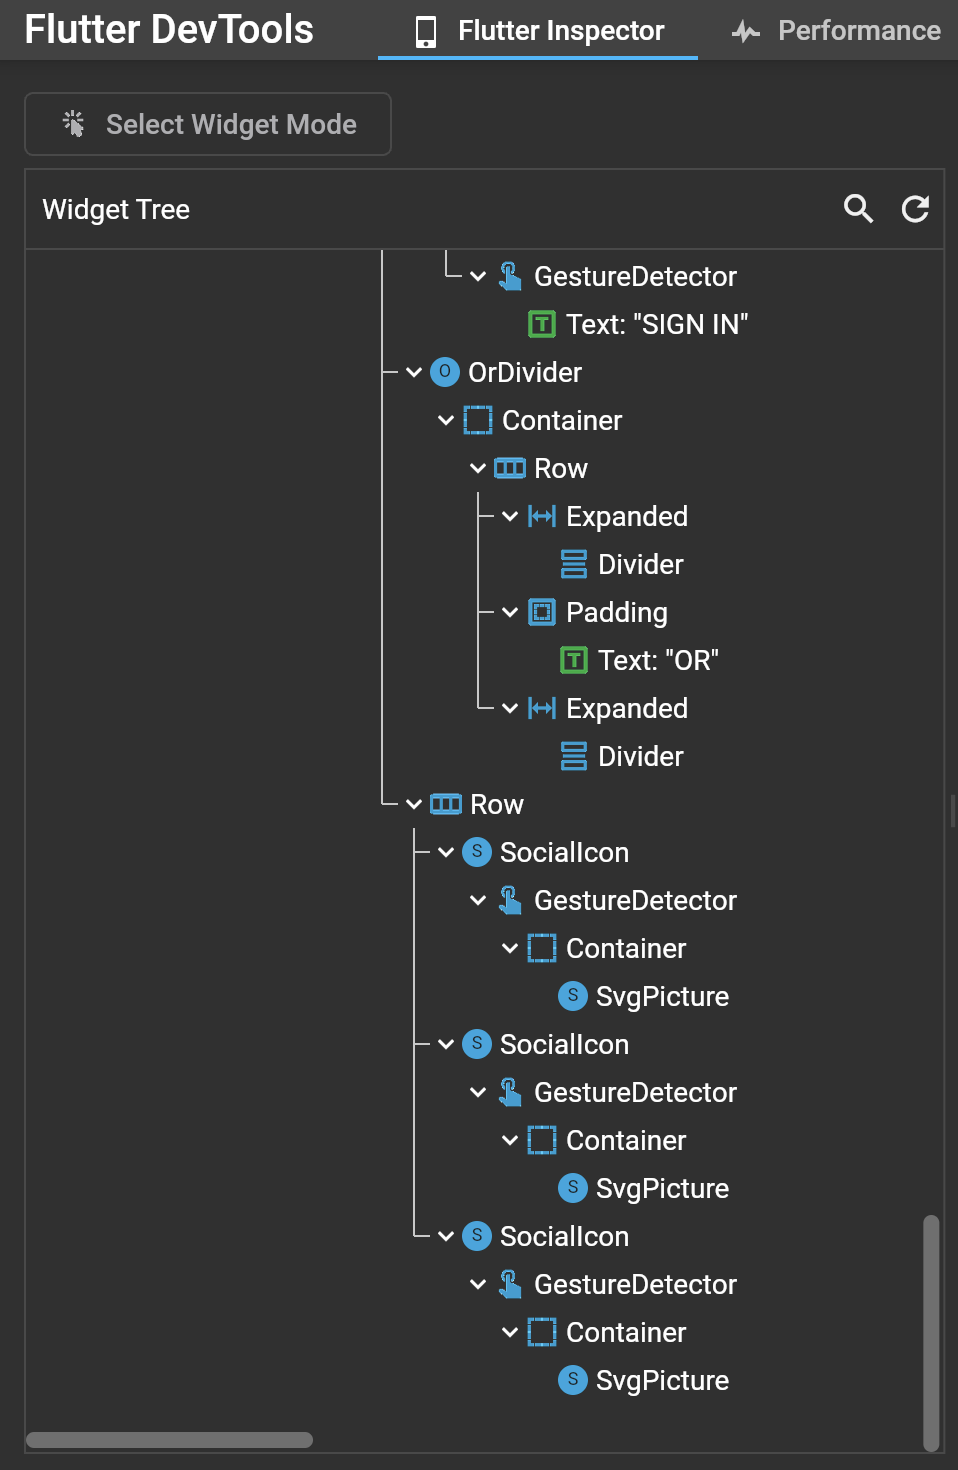 Flutter DevTools Flutter Inspector Performance
Select Widget Mode
Widget Tree
GestureDetector
T Text: "SIGN IN"
O OrDivider
Container
Row
Expanded
Divider
Padding
T Text: "OR"
Expanded
Divider
Row
S SocialIcon
GestureDetector
Container
S SvgPicture
S SocialIcon
GestureDetector
Container
S SvgPicture
S SocialIcon
GestureDetector
Container
S SvgPicture